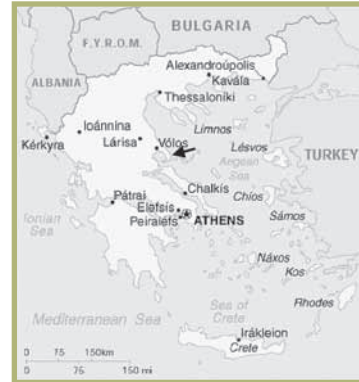 BULGARIA
F.Y.R.O.M.
Alexandroúpolis
Kavála
ALBANIA
Thessaloníki
Ioánnina
Límnos
Kérkyra
Lárisa
Vólos
Lésvos
TURKEY
Aegean
Sea
Chalkís
Chíos
Pátrai
Elefsís
ATHENS
Ionian
Sea
Peiraiéfs
Sámos
Náxos
Kos
Rhodes
Mediterranean Sea
Sea of
Crete
Irákleion
Crete
0 75 150km
0 75 150 mi